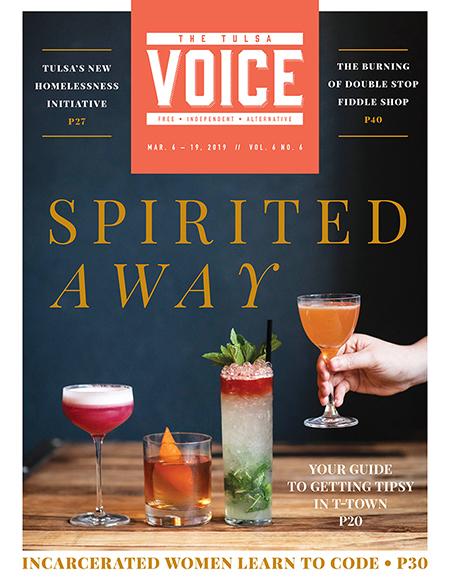 THE TULSA
VOICE
FREE • INDEPENDENT • ALTERNATIVE
MAR. 6 – 19, 2019 // VOL. 6 NO. 6
TULSA'S NEW
HOMELESSNESS
INITIATIVE
P27
THE BURNING
OF DOUBLE STOP
FIDDLE SHOP
P40
SPIRITED
AWAY
YOUR GUIDE
TO GETTING TIPSY
IN T-TOWN
P20
INCARCERATED WOMEN LEARN TO CODE • P30